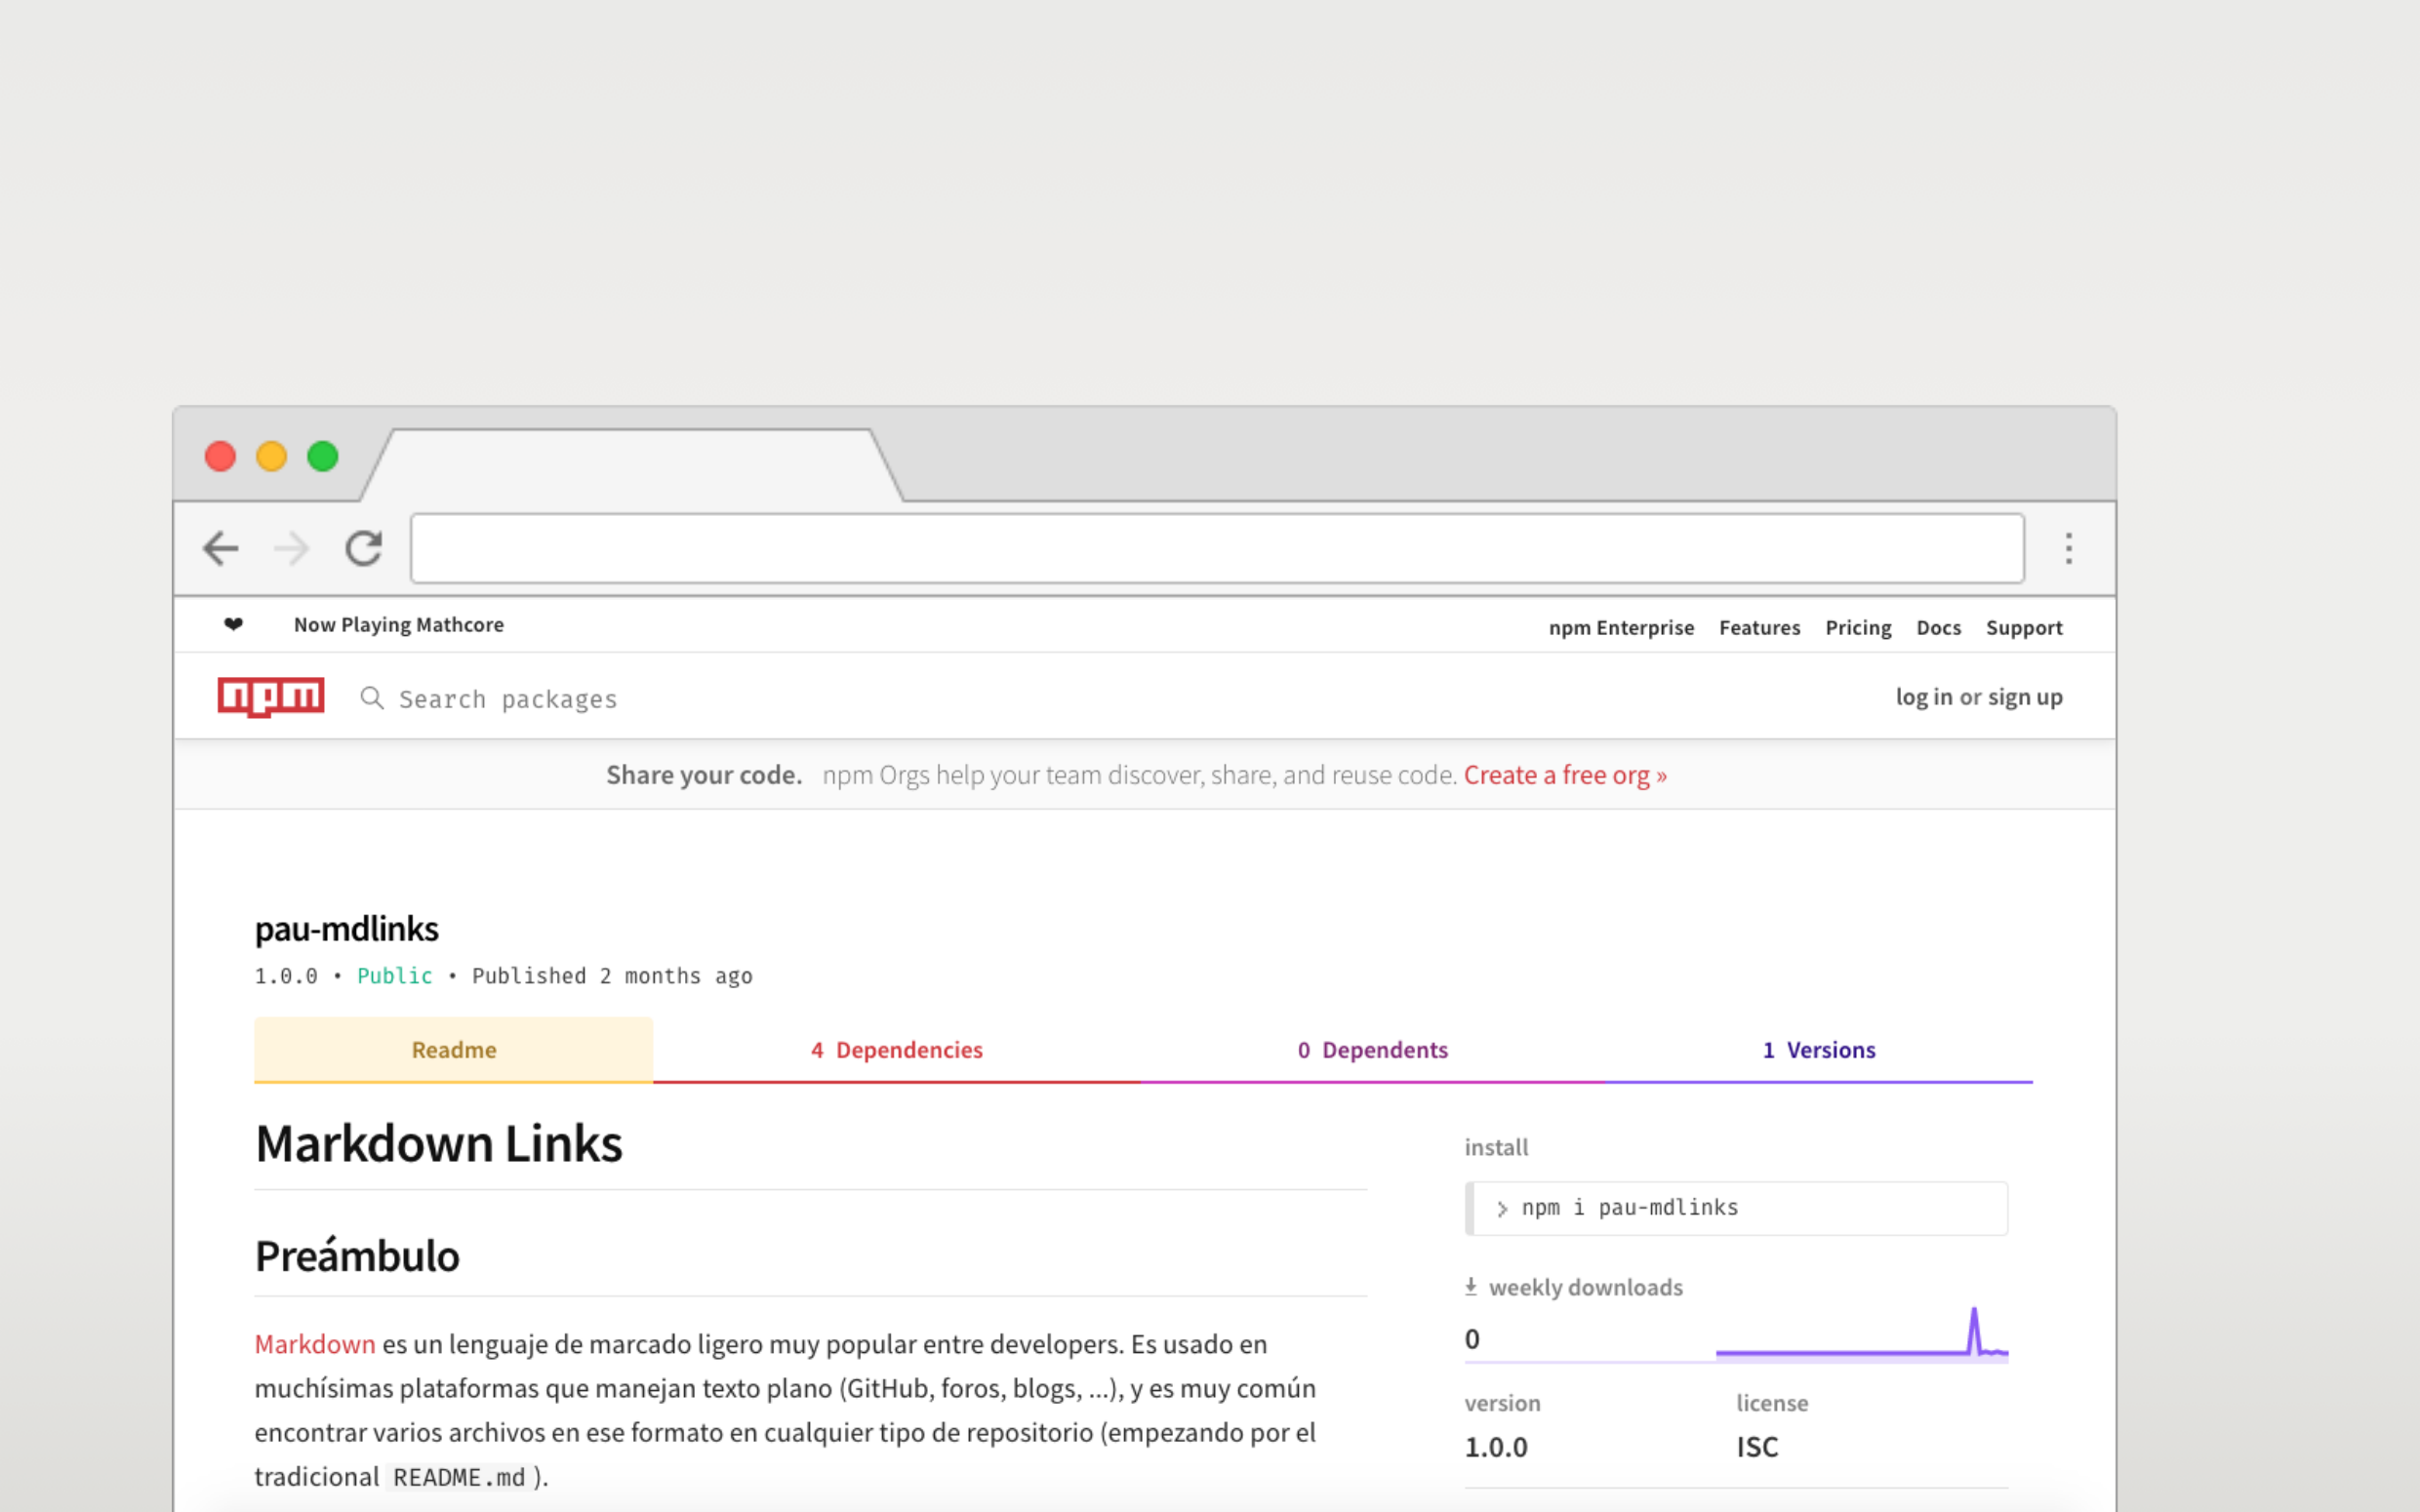 ❤ Now Playing Mathcore
npm Enterprise Features Pricing Docs Support
npm Search packages
log in or sign up
Share your code. npm Orgs help your team discover, share, and reuse code. Create a free org »
pau-mdlinks
1.0.0 • Public • Published 2 months ago
Readme
4 Dependencies
0 Dependents
1 Versions
Markdown Links
Preámbulo
Markdown es un lenguaje de marcado ligero muy popular entre developers. Es usado en
muchísimas plataformas que manejan texto plano (GitHub, foros, blogs, ...), y es muy común
encontrar varios archivos en ese formato en cualquier tipo de repositorio (empezando por el
tradicional README.md ).
install
npm i pau-mdlinks
weekly downloads
0
version
1.0.0
license
ISC